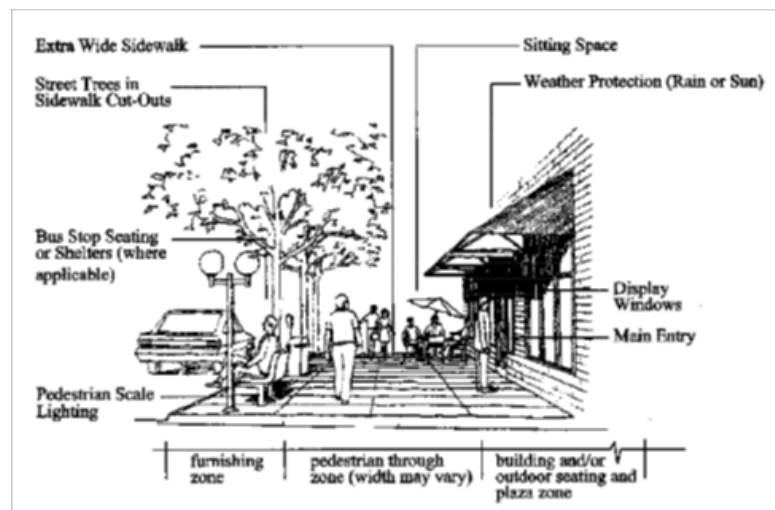 Extra Wide Sidewalk
Sitting Space
Street Trees in
Sidewalk Cut-Outs
Weather Protection (Rain or Sun)
Bus Stop Seating
or Shelters (where
applicable)
Display
Windows
Main Entry
Pedestrian Scale
Lighting
furnishing
zone
pedestrian through
zone (width may vary)
building and/or
outdoor seating and
plaza zone